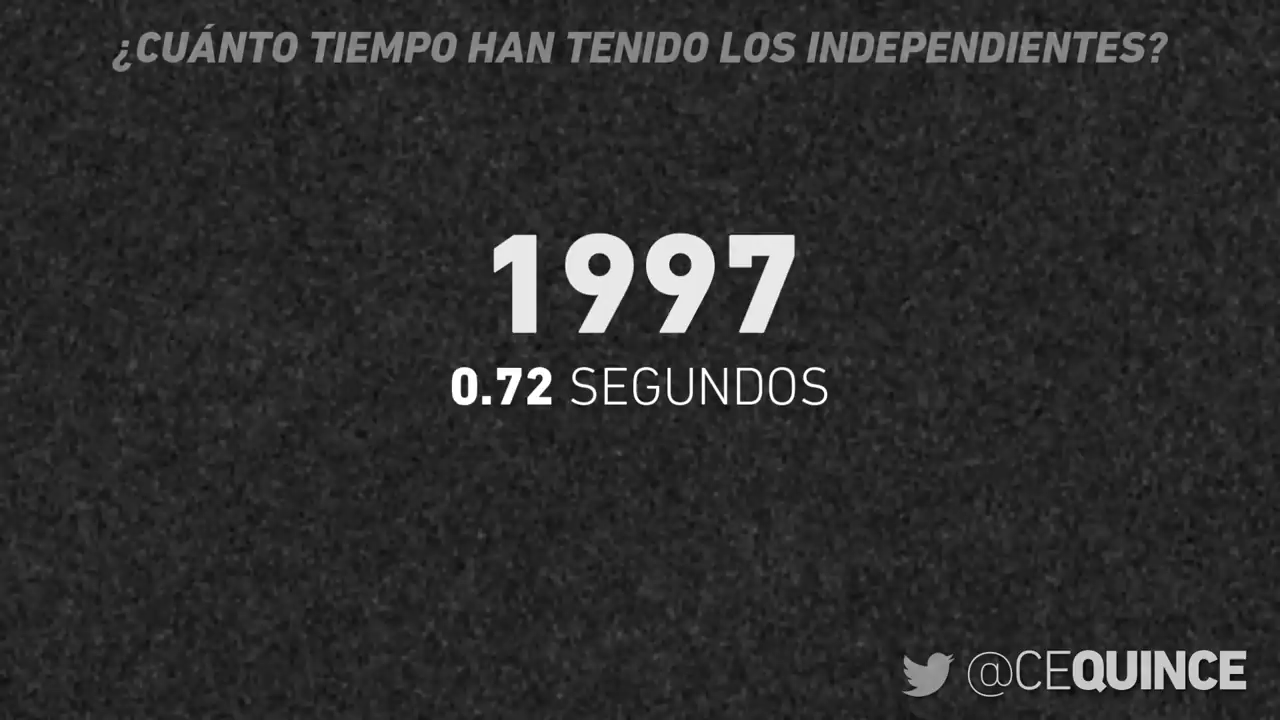 ¿CUÁNTO TIEMPO HAN TENIDO LOS INDEPENDIENTES?
1997
0.72 SEGUNDOS
@CEQUINCE